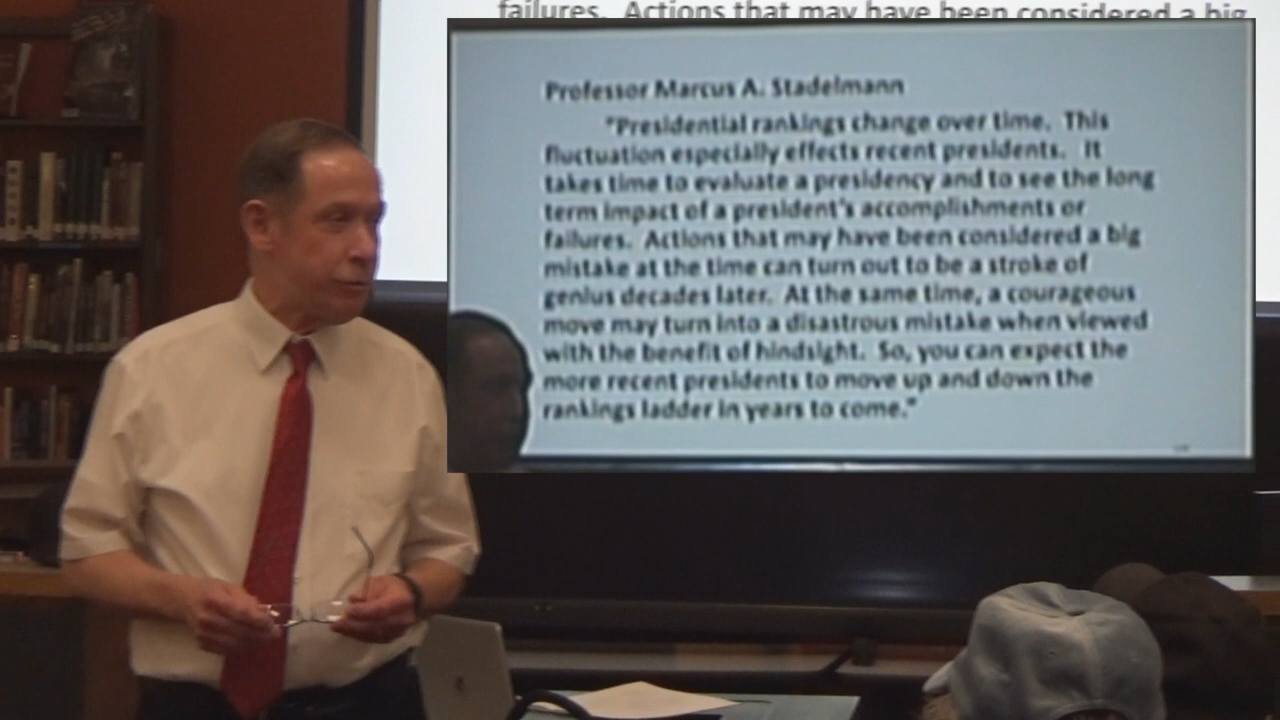 failures. Actions that may have been considered a big
Professor Marcus A. Stadelmann
"Presidential rankings change over time. This
fluctuation especially effects recent presidents. It
takes time to evaluate a presidency and to see the long
term impact of a president's accomplishments or
failures. Actions that may have been considered a big
mistake at the time can turn out to be a stroke of
genius decades later. At the same time, a courageous
move may turn into a disastrous mistake when viewed
with the benefit of hindsight. So, you can expect the
more recent presidents to move up and down the
rankings ladder in years to come."